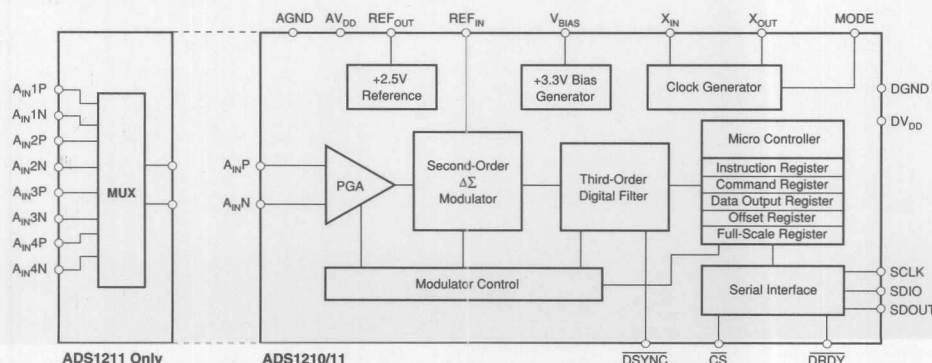 AGND AVDD REFOUT REFIN VBIAS XIN XOUT MODE
+2.5V
Reference
+3.3V Bias
Generator
Clock Generator
DGND
DVDD
AIN1P
AIN1N
AIN2P
AIN2N
AIN3P
AIN3N
AIN4P
AIN4N
MUX
AINP
AINN
PGA
Second-Order
ΔΣ
Modulator
Third-Order
Digital Filter
Micro Controller
Instruction Register
Command Register
Data Output Register
Offset Register
Full-Scale Register
Modulator Control
Serial Interface
SCLK
SDIO
SDOUT
ADS1211 Only
ADS1210/11
DSYNC CS DRDY